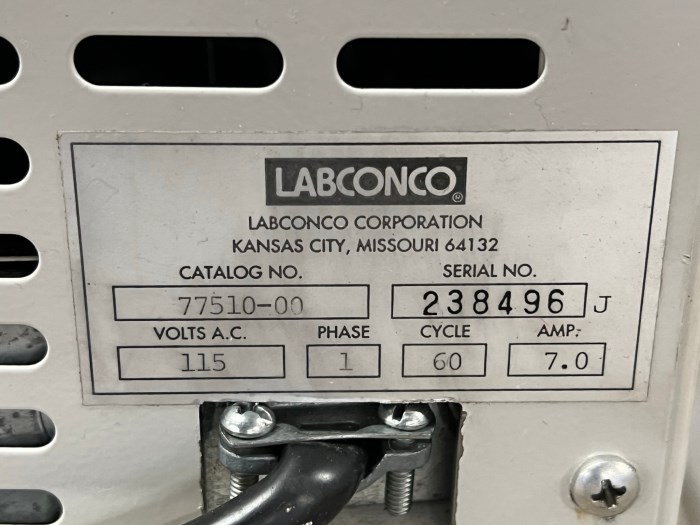 LABCONCO®
LABCONCO CORPORATION
KANSAS CITY, MISSOURI 64132
CATALOG NO. SERIAL NO.
77510-00 238496 J
VOLTS A.C. PHASE CYCLE AMP.
115 1 60 7.0